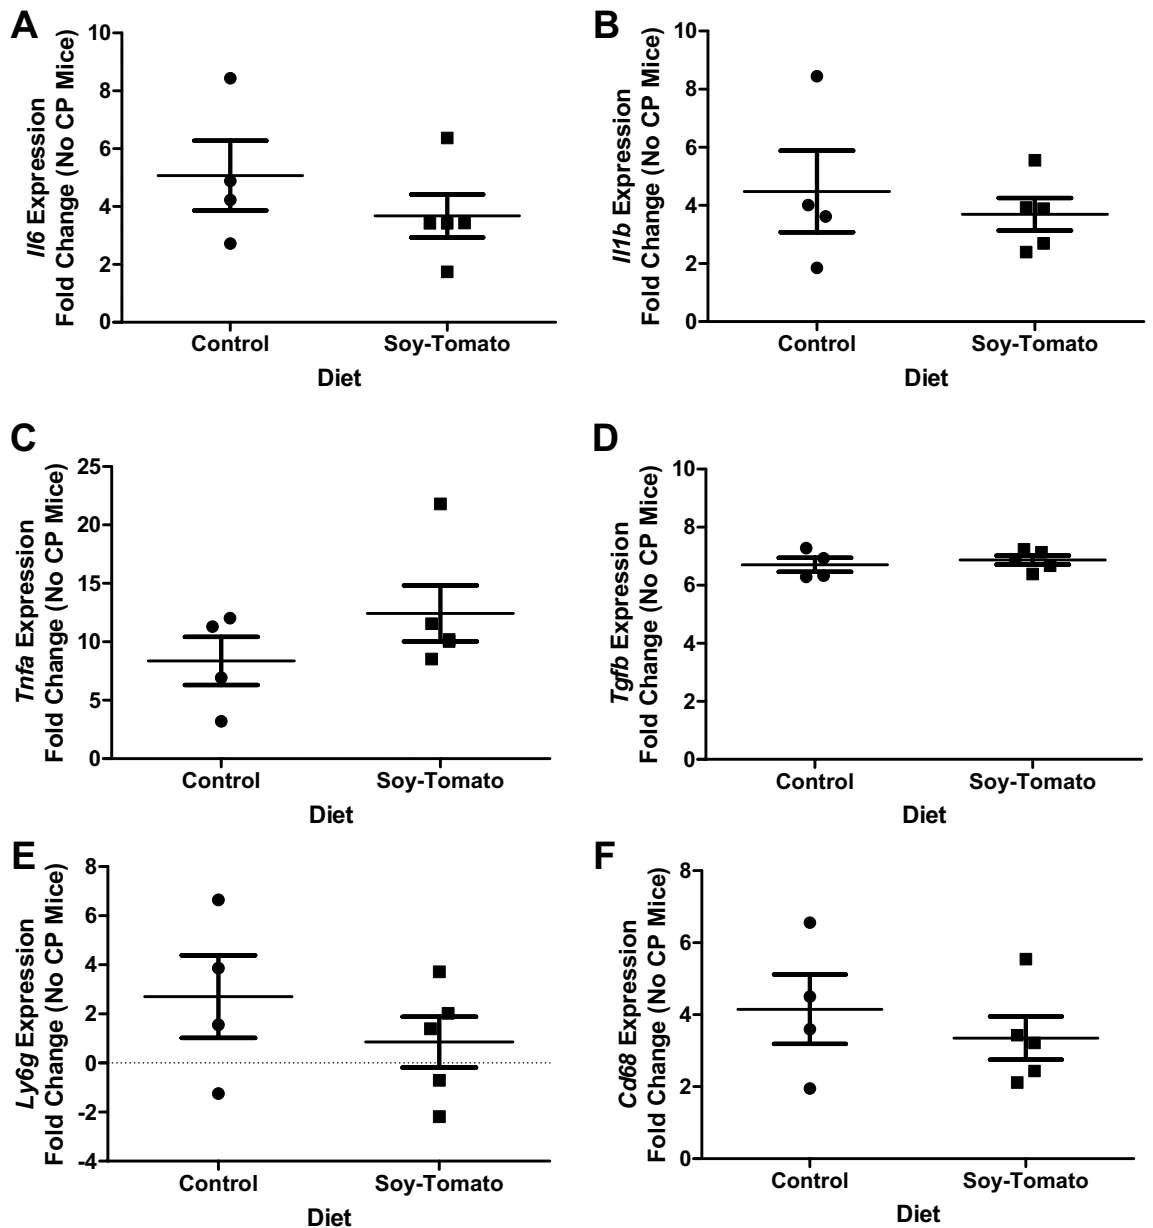 A
Il6 Expression
Fold Change (No CP Mice)
10
8
6
4
2
0
Control
Soy-Tomato
Diet
B
Il1b Expression
Fold Change (No CP Mice)
10
8
6
4
2
0
Control
Soy-Tomato
Diet
C
Tnfa Expression
Fold Change (No CP Mice)
25
20
15
10
5
0
Control
Soy-Tomato
Diet
D
Tgfb Expression
Fold Change (No CP Mice)
10
8
6
4
2
0
Control
Soy-Tomato
Diet
E
Ly6g Expression
Fold Change (No CP Mice)
8
6
4
2
0
-2
-4
Control
Soy-Tomato
Diet
F
Cd68 Expression
Fold Change (No CP Mice)
8
6
4
2
0
Control
Soy-Tomato
Diet